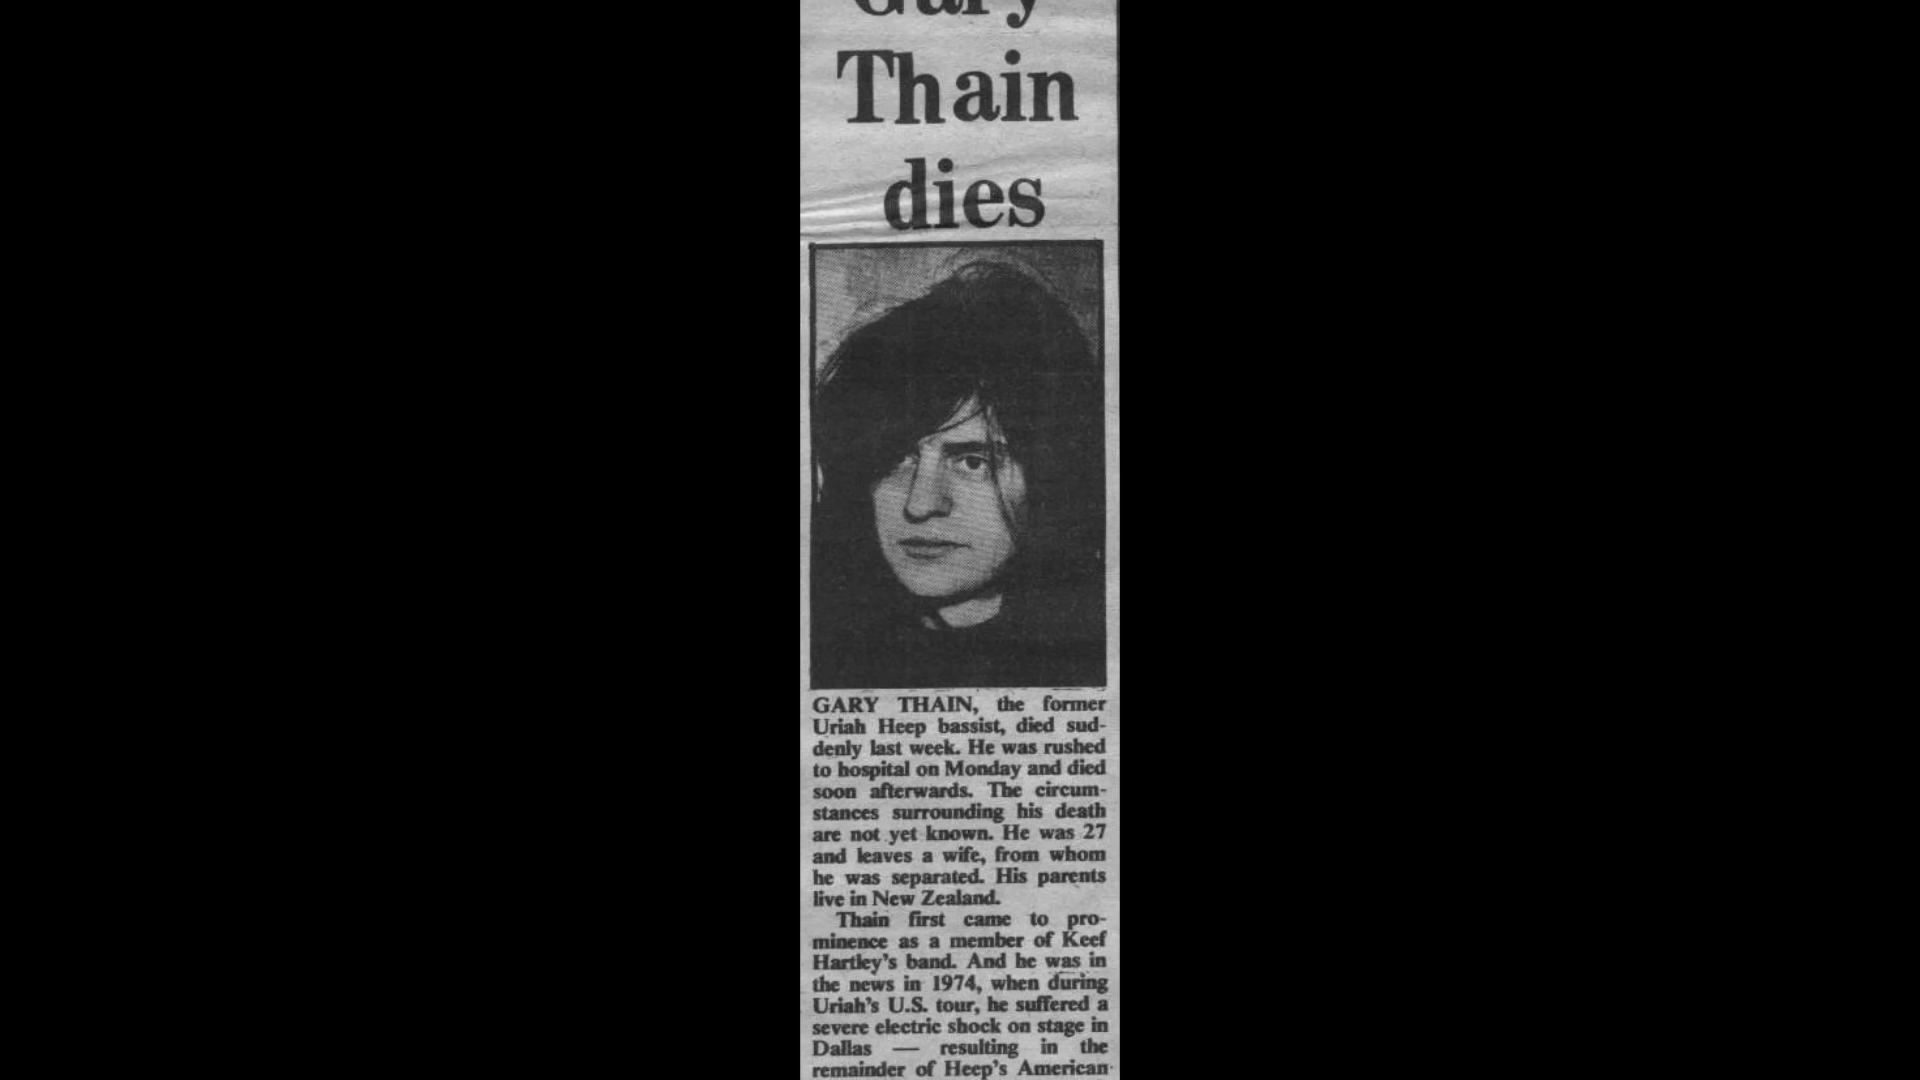 Gary
Thain
dies
GARY THAIN, the former
Uriah Heep bassist, died sud-
denly last week. He was rushed
to hospital on Monday and died
soon afterwards. The circum-
stances surrounding his death
are not yet known. He was 27
and leaves a wife, from whom
he was separated. His parents
live in New Zealand.
Thain first came to pro-
minence as a member of Keef
Hartley's band. And he was in
the news in 1974, when during
Uriah's U.S. tour, he suffered a
severe electric shock on stage in
Dallas — resulting in the
remainder of Heep's American